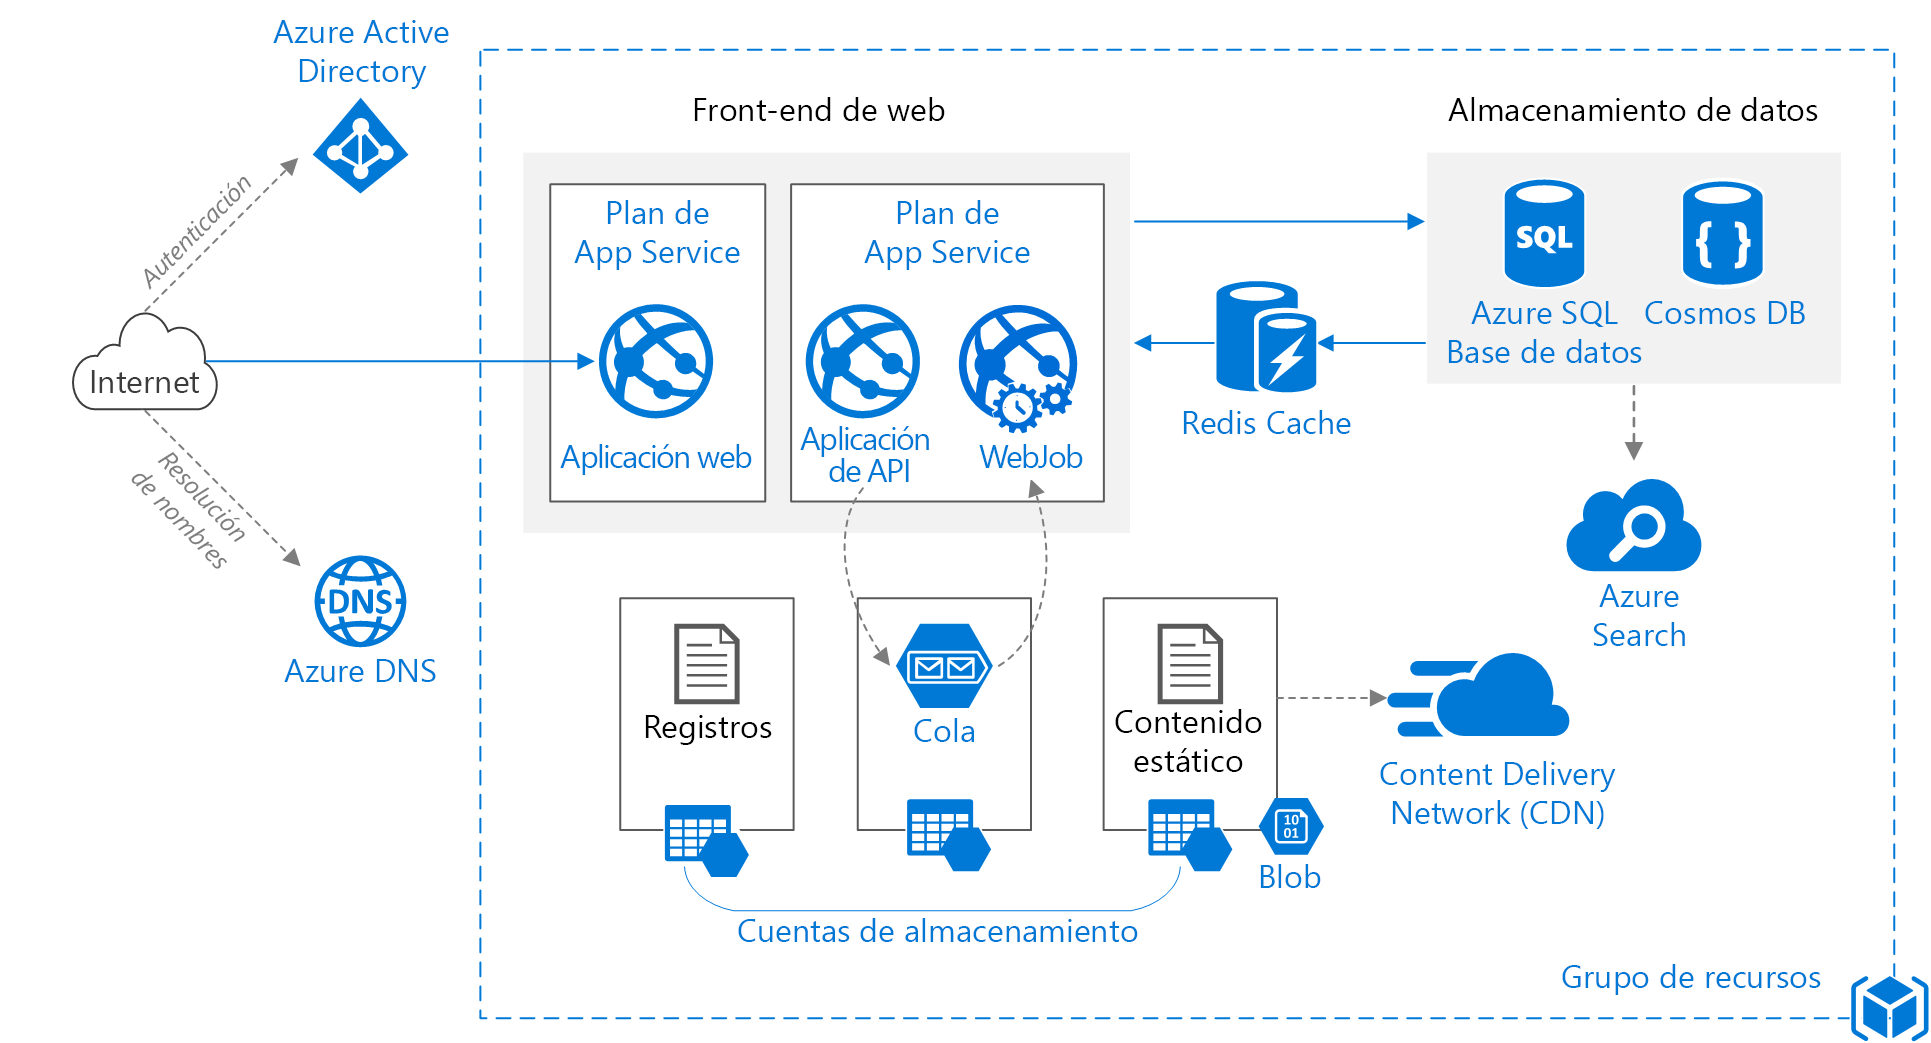 Azure Active
Directory
Autenticación
Internet
Resolución
de nombres
DNS
Azure DNS
Front-end de web
Plan de
App Service
Aplicación web
Plan de
App Service
Aplicación
de API
WebJob
Almacenamiento de datos
SQL
Azure SQL
Base de datos
{ }
Cosmos DB
Redis Cache
Azure
Search
Registros
Cola
Contenido
estático
10
01
Blob
Content Delivery
Network (CDN)
Cuentas de almacenamiento
Grupo de recursos